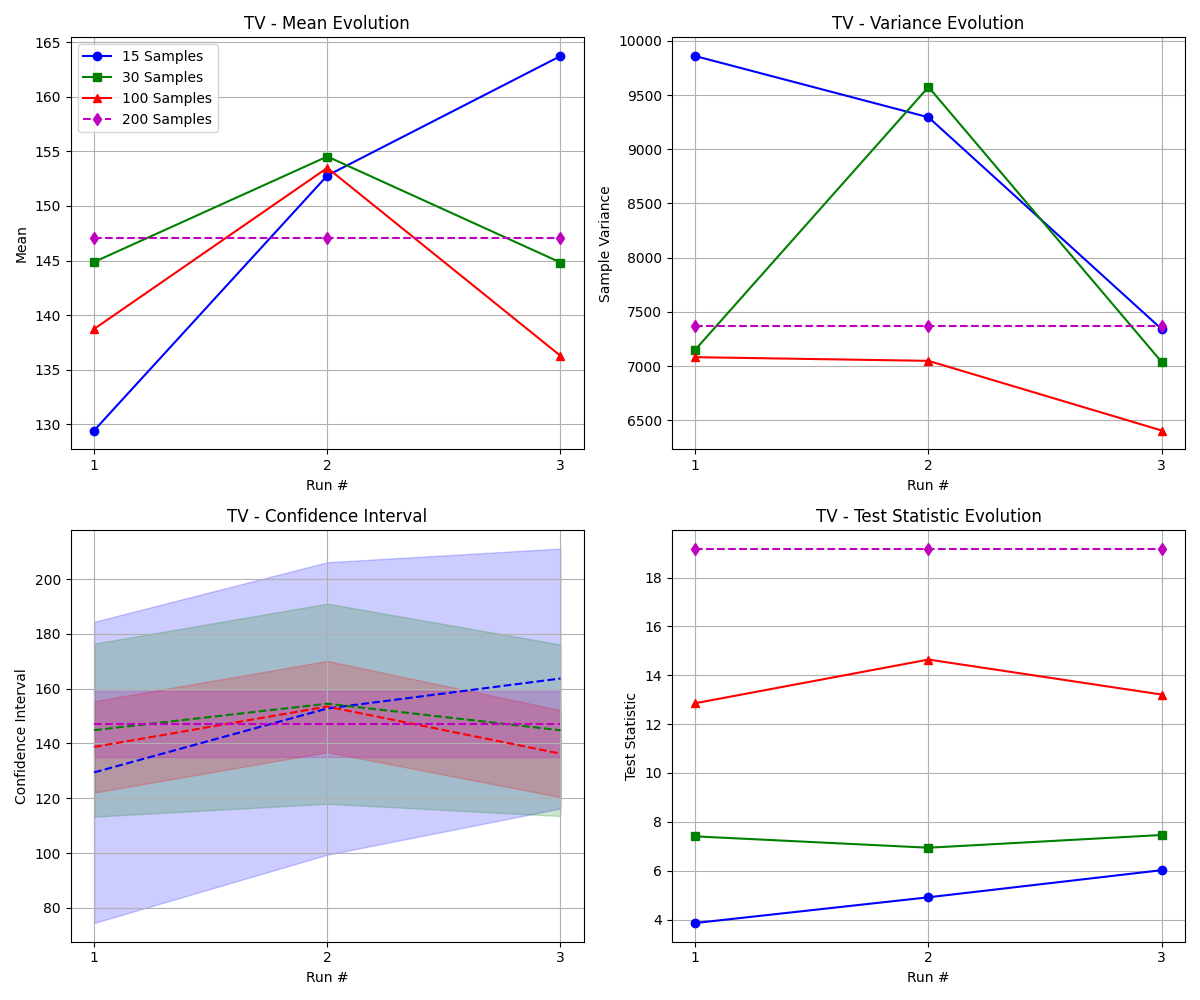 TV - Mean Evolution
165
160
155
150
145
140
135
130
Mean
15 Samples
30 Samples
100 Samples
200 Samples
1 2 3
Run #
TV - Variance Evolution
10000
9500
9000
8500
8000
7500
7000
6500
Sample Variance
1 2 3
Run #
TV - Confidence Interval
200
180
160
140
120
100
80
Confidence Interval
1 2 3
Run #
TV - Test Statistic Evolution
18
16
14
12
10
8
6
4
Test Statistic
1 2 3
Run #